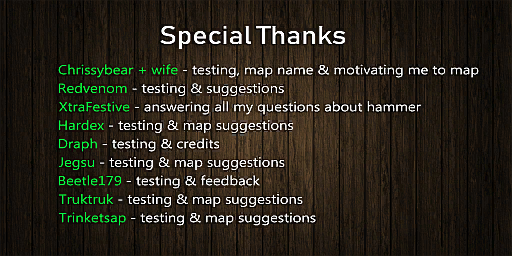 Special Thanks
Chrissybear + wife - testing, map name & motivating me to map
Redvenom - testing & suggestions
XtraFestive - answering all my questions about hammer
Hardex - testing & map suggestions
Draph - testing & credits
Jegsu - testing & map suggestions
Beetle179 - testing & feedback
Truktruk - testing & map suggestions
Trinketsap - testing & map suggestions